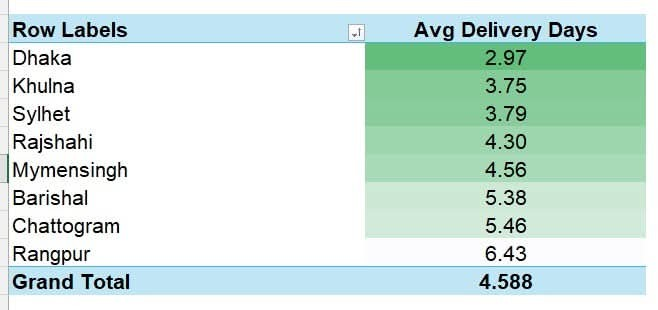 Row Labels Avg Delivery Days
Dhaka 2.97
Khulna 3.75
Sylhet 3.79
Rajshahi 4.30
Mymensingh 4.56
Barishal 5.38
Chattogram 5.46
Rangpur 6.43
Grand Total 4.588